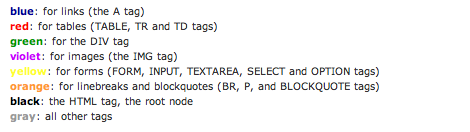 blue: for links (the A tag)
red: for tables (TABLE, TR and TD tags)
green: for the DIV tag
violet: for images (the IMG tag)
yellow: for forms (FORM, INPUT, TEXTAREA, SELECT and OPTION tags)
orange: for linebreaks and blockquotes (BR, P, and BLOCKQUOTE tags)
black: the HTML tag, the root node
gray: all other tags